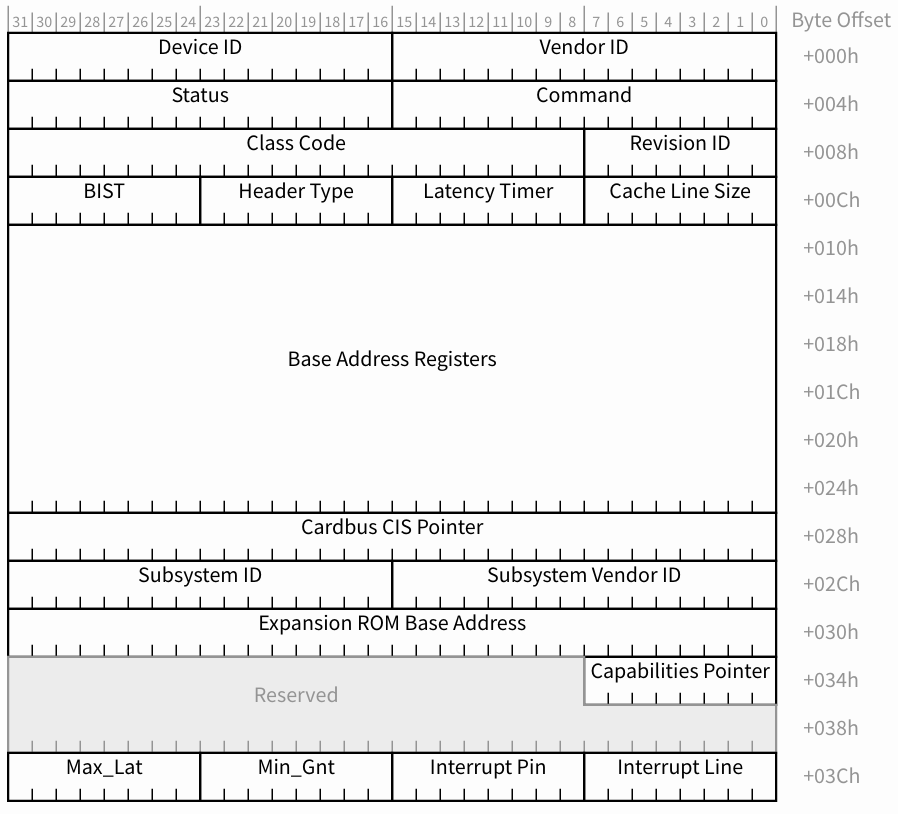 31 30 29 28 27 26 25 24 23 22 21 20 19 18 17 16 15 14 13 12 11 10 9 8 7 6 5 4 3 2 1 0 Byte Offset
Device ID Vendor ID +000h
Status Command +004h
Class Code Revision ID +008h
BIST Header Type Latency Timer Cache Line Size +00Ch
+010h
+014h
+018h
Base Address Registers
+01Ch
+020h
+024h
Cardbus CIS Pointer +028h
Subsystem ID Subsystem Vendor ID +02Ch
Expansion ROM Base Address +030h
Capabilities Pointer +034h
Reserved
+038h
Max_Lat Min_Gnt Interrupt Pin Interrupt Line +03Ch